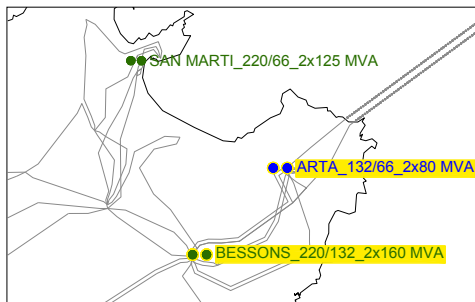 SAN MARTI_220/66_2x125 MVA
ARTA_132/66_2x80 MVA
BESSONS_220/132_2x160 MVA